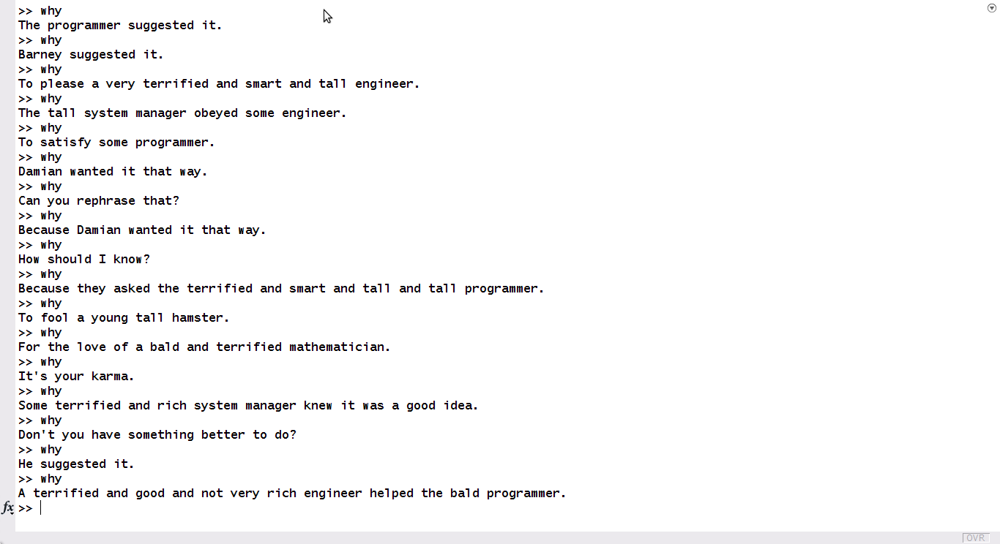 >> why
The programmer suggested it.
>> why
Barney suggested it.
>> why
To please a very terrified and smart and tall engineer.
>> why
The tall system manager obeyed some engineer.
>> why
To satisfy some programmer.
>> why
Damian wanted it that way.
>> why
Can you rephrase that?
>> why
Because Damian wanted it that way.
>> why
How should I know?
>> why
Because they asked the terrified and smart and tall and tall programmer.
>> why
To fool a young tall hamster.
>> why
For the love of a bald and terrified mathematician.
>> why
It's your karma.
>> why
Some terrified and rich system manager knew it was a good idea.
>> why
Don't you have something better to do?
>> why
He suggested it.
>> why
A terrified and good and not very rich engineer helped the bald programmer.
fx >>
OVR